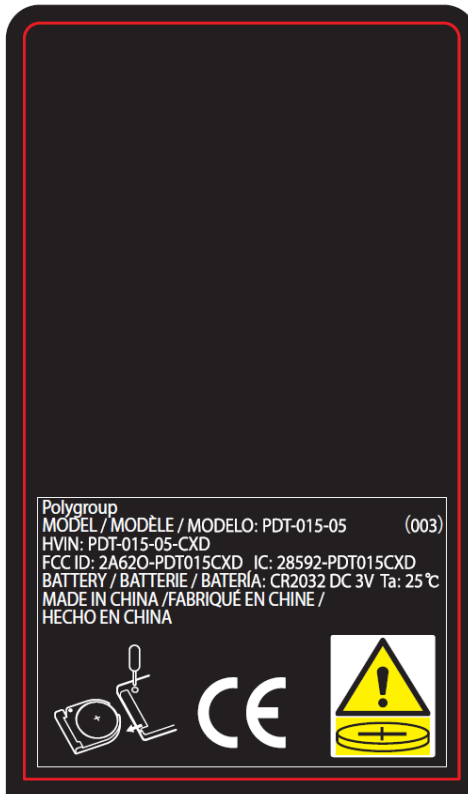 Polygroup
MODEL / MODÈLE / MODELO: PDT-015-05 (003)
HVIN: PDT-015-05-CXD
FCC ID: 2A62O-PDT015CXD IC: 28592-PDT015CXD
BATTERY / BATTERIE / BATERÍA: CR2032 DC 3V Ta: 25℃
MADE IN CHINA /FABRIQUÉ EN CHINE /
HECHO EN CHINA
CE